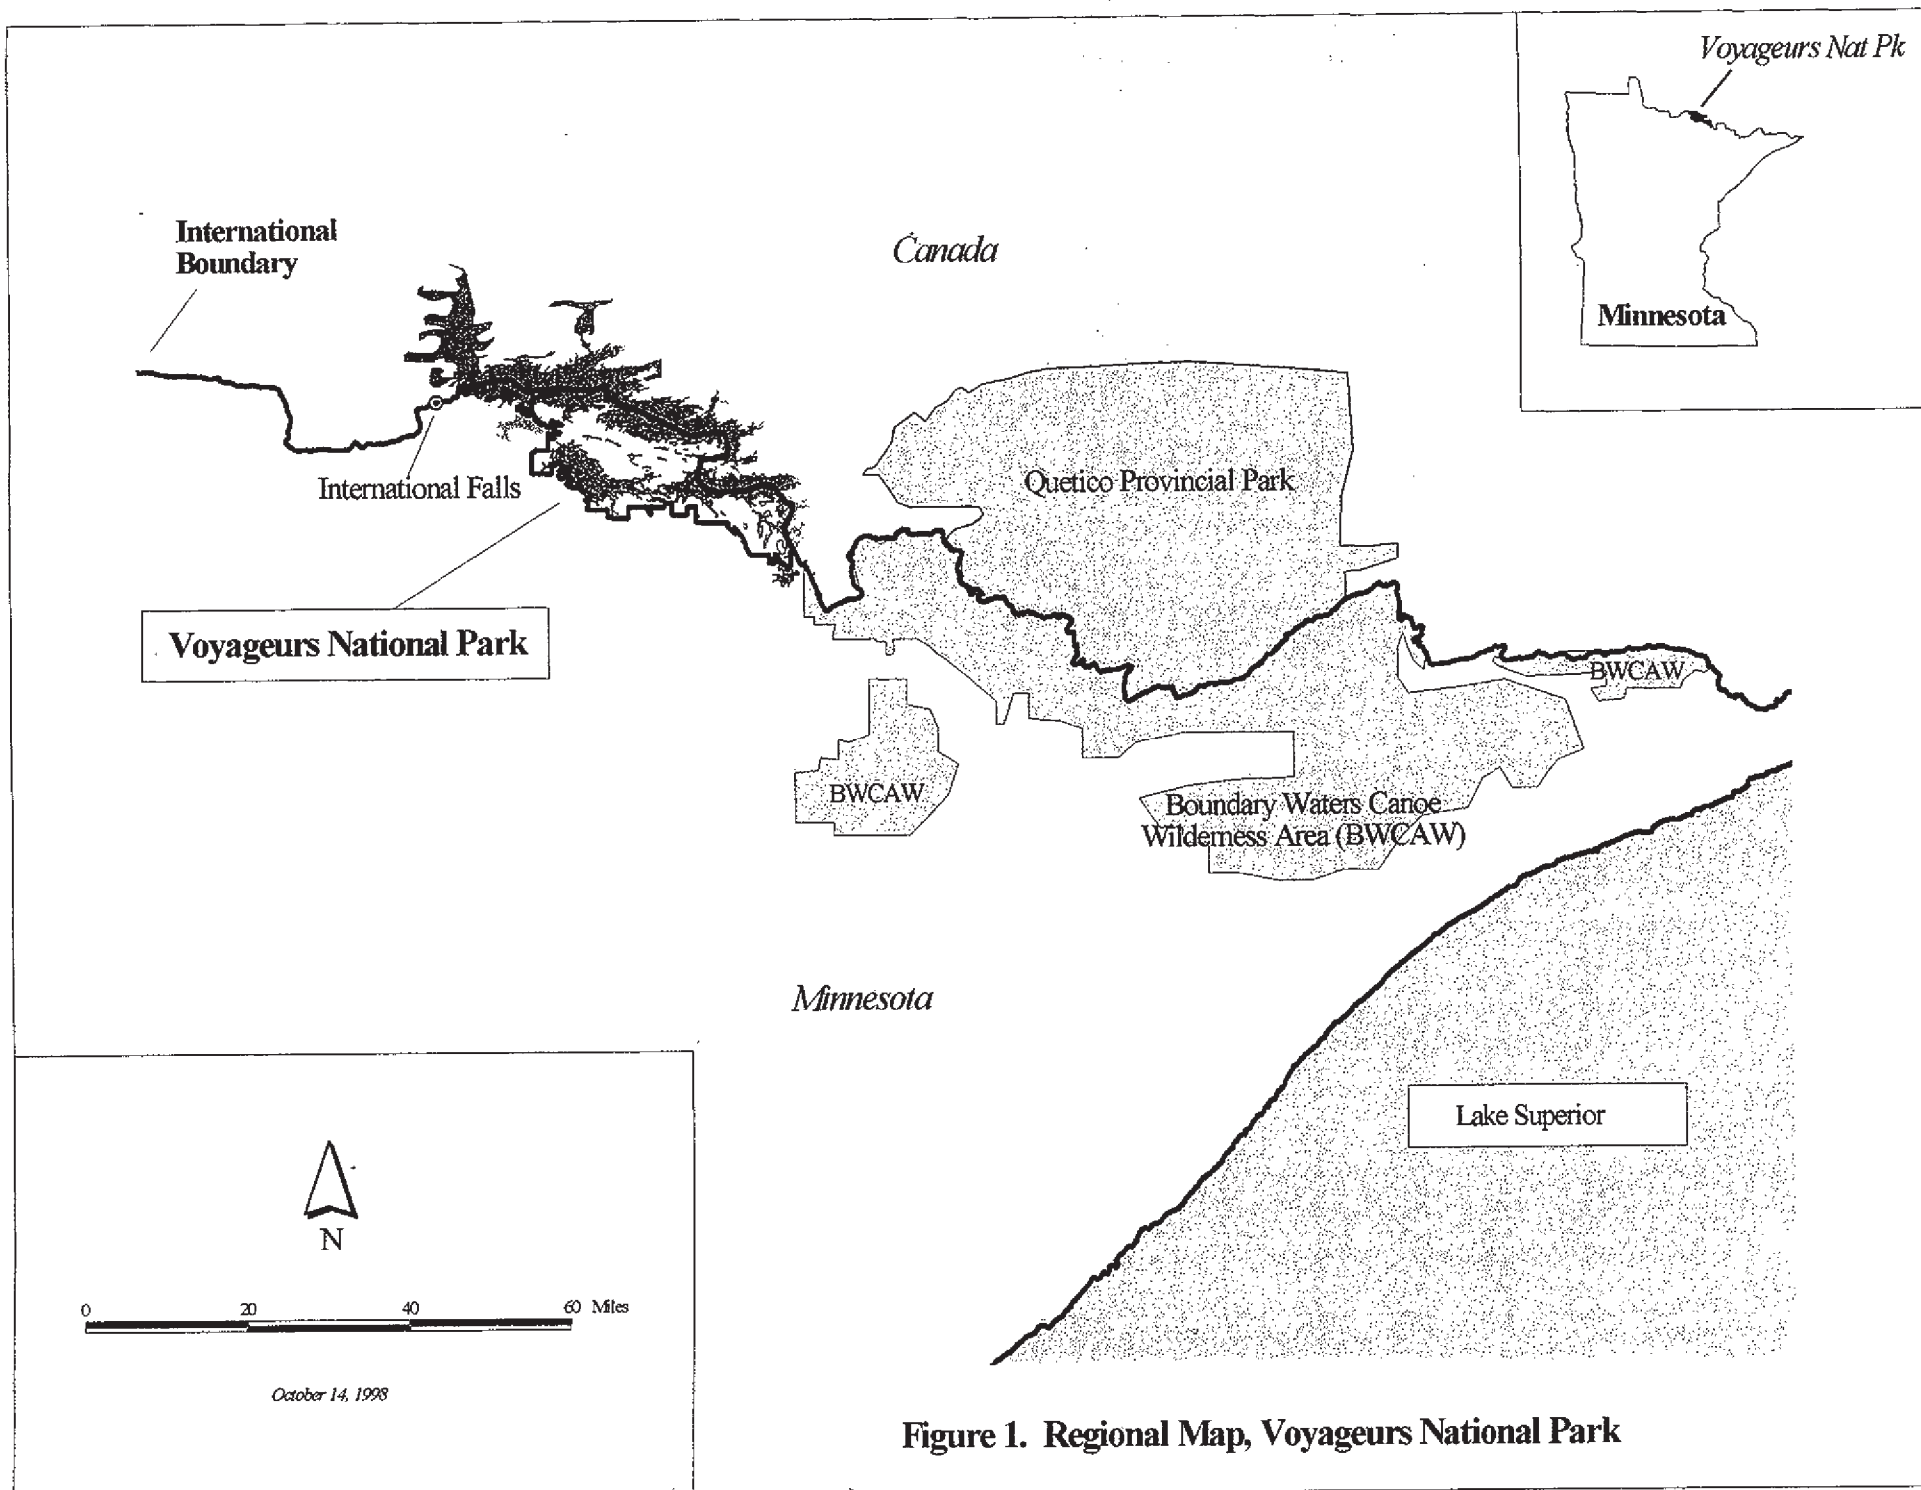 Voyageurs Nat Pk
Minnesota
International
Boundary
Canada
International Falls
Quetico Provincial Park
Voyageurs National Park
BWCAW
BWCAW
Boundary Waters Canoe
Wilderness Area (BWCAW)
Minnesota
Lake Superior
N
0 20 40 60 Miles
October 14, 1998
Figure 1. Regional Map, Voyageurs National Park